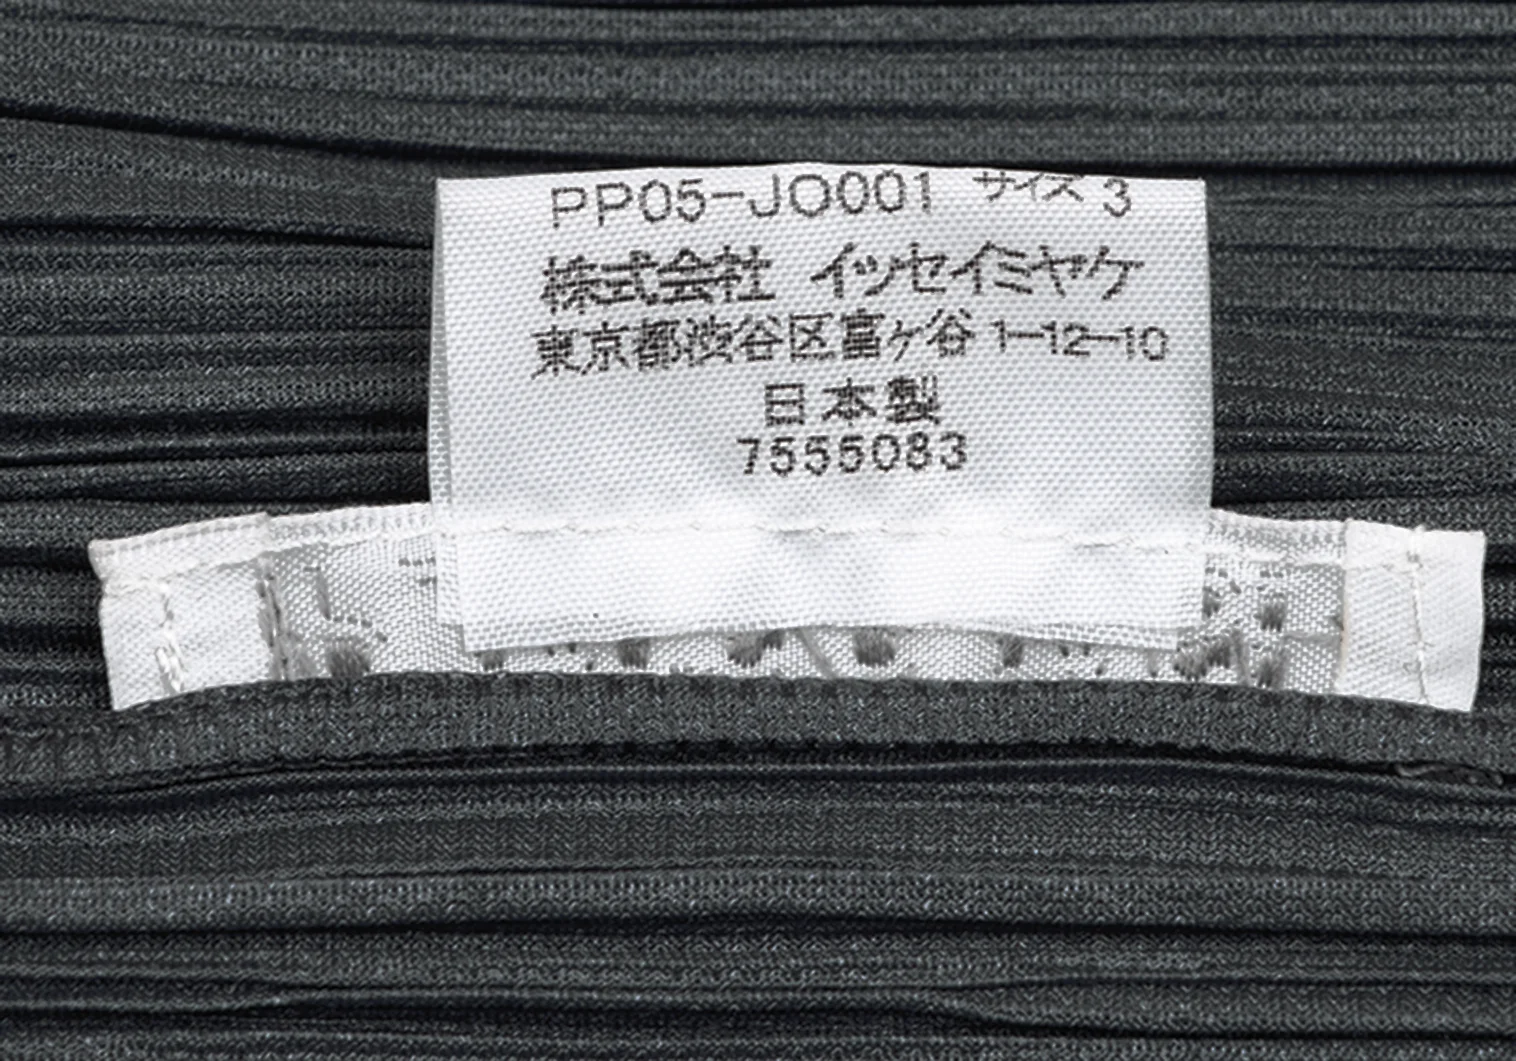 PP05-JO001 サイズ 3
株式会社 イッセイミヤケ
東京都渋谷区富ヶ谷 1-12-10
日本製
7555083